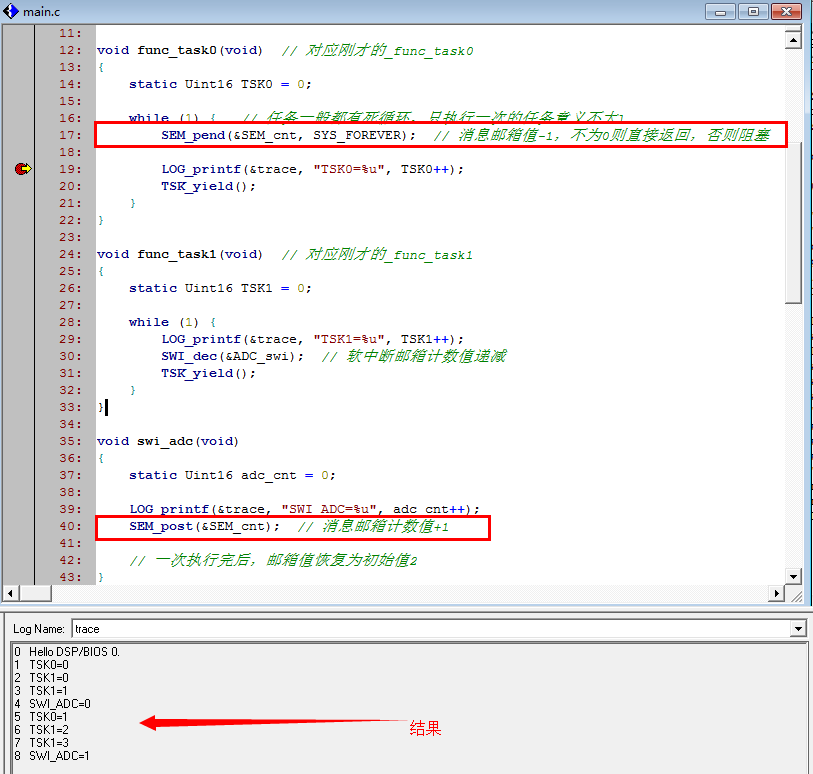 main.c
11:
12: void func_task0(void)  // 对应刚才的_func_task0
13: {
14:     static Uint16 TSK0 = 0;
15:
16:     while (1) {   // 任务一般都有死循环，只执行一次的任务意义不大
17:         SEM_pend(&SEM_cnt, SYS_FOREVER);  // 消息邮箱值-1，不为0则直接返回，否则阻塞
18:
19:         LOG_printf(&trace, "TSK0=%u", TSK0++);
20:         TSK_yield();
21:     }
22: }
23:
24: void func_task1(void)  // 对应刚才的_func_task1
25: {
26:     static Uint16 TSK1 = 0;
27:
28:     while (1) {
29:         LOG_printf(&trace, "TSK1=%u", TSK1++);
30:         SWI_dec(&ADC_swi);  // 软中断邮箱计数值递减
31:         TSK_yield();
32:     }
33: }
34:
35: void swi_adc(void)
36: {
37:     static Uint16 adc_cnt = 0;
38:
39:     LOG_printf(&trace, "SWI_ADC=%u", adc_cnt++);
40:     SEM_post(&SEM_cnt);  // 消息邮箱计数值+1
41:
42:     // 一次执行完后，邮箱值恢复为初始值2
43: }
Log Name: trace
0 Hello DSP/BIOS 0.
1 TSK0=0
2 TSK1=0
3 TSK1=1
4 SWI_ADC=0
5 TSK0=1
6 TSK1=2
7 TSK1=3
8 SWI_ADC=1
结果